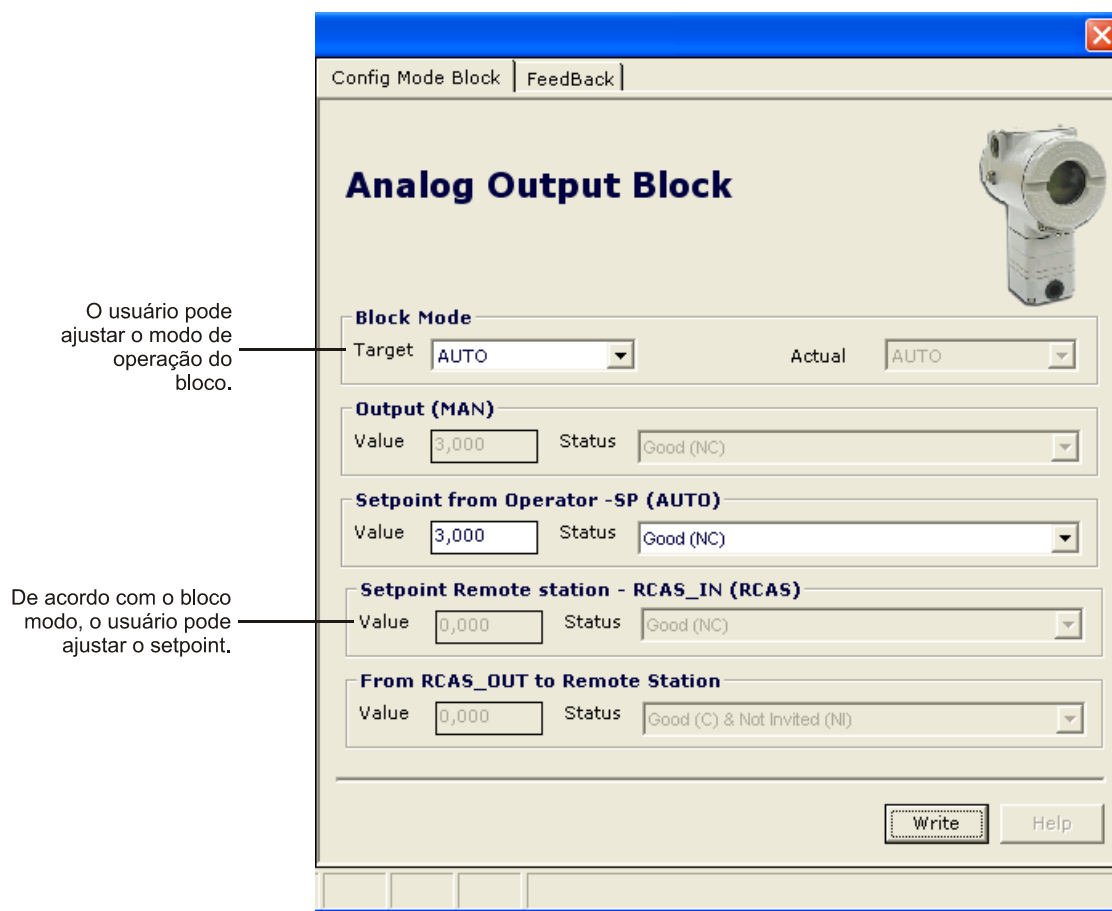 Config Mode Block
FeedBack
Analog Output Block
O usuário pode
ajustar o modo de
operação do
bloco.
Block Mode
Target AUTO Actual AUTO
Output (MAN)
Value 3,000 Status Good (NC)
Setpoint from Operator -SP (AUTO)
Value 3,000 Status Good (NC)
De acordo com o bloco
modo, o usuário pode
ajustar o setpoint.
Setpoint Remote station - RCAS_IN (RCAS)
Value 0,000 Status Good (NC)
From RCAS_OUT to Remote Station
Value 0,000 Status Good (C) & Not Invited (NI)
Write Help